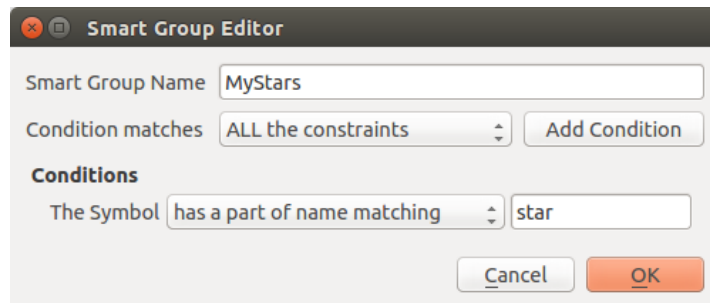 Smart Group Editor
Smart Group Name MyStars
Condition matches ALL the constraints Add Condition
Conditions
The Symbol has a part of name matching star
Cancel OK